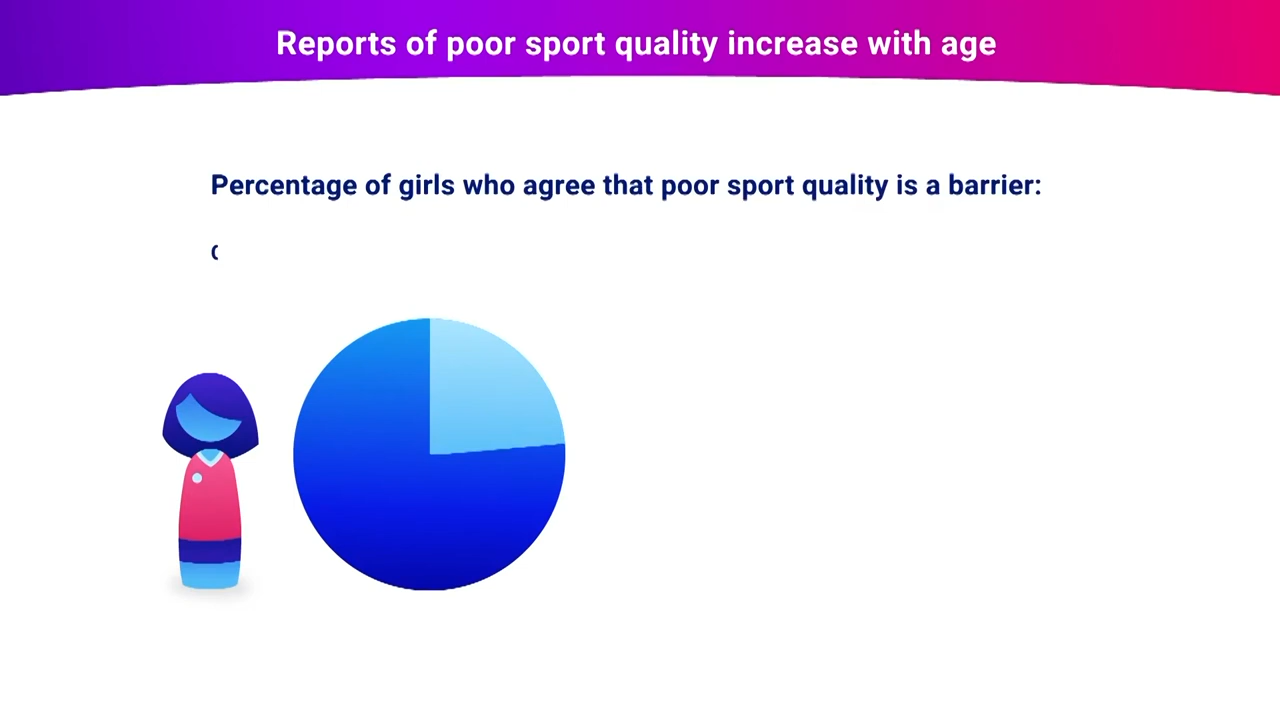 Reports of poor sport quality increase with age
Percentage of girls who agree that poor sport quality is a barrier: